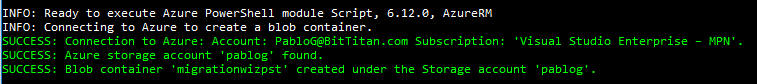 INFO: Ready to execute Azure PowerShell module Script, 6.12.0, AzureRM
INFO: Connecting to Azure to create a blob container.
SUCCESS: Connection to Azure: Account: PabloG@BitTitan.com Subscription: 'Visual Studio Enterprise – MPN'.
SUCCESS: Azure storage account 'pablog' found.
SUCCESS: Blob container 'migrationwizpst' created under the Storage account 'pablog'.